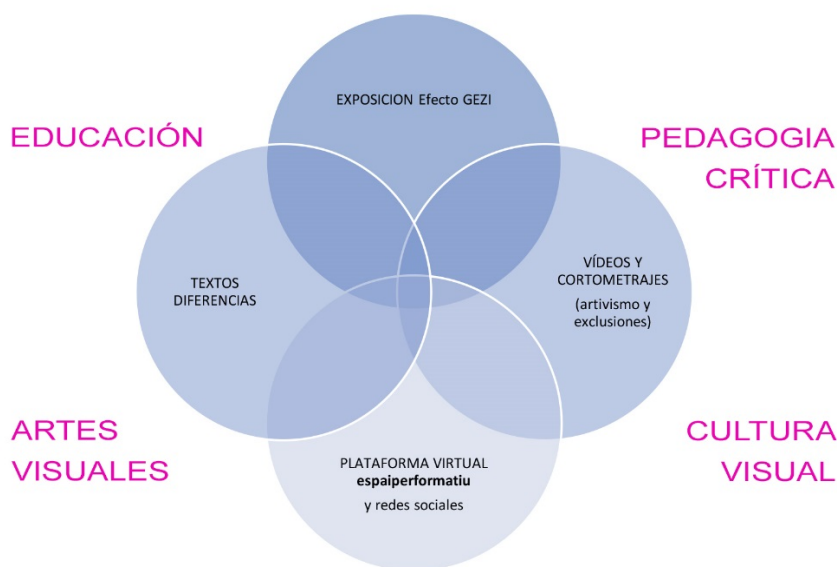 EXPOSICION Efecto GEZI
EDUCACIÓN
PEDAGOGIA
CRÍTICA
TEXTOS
DIFERENCIAS
VÍDEOS Y
CORTOMETRAJES
(artivismo y
exclusiones)
ARTES
VISUALES
CULTURA
VISUAL
PLATAFORMA VIRTUAL
espaiperformatiu
y redes sociales